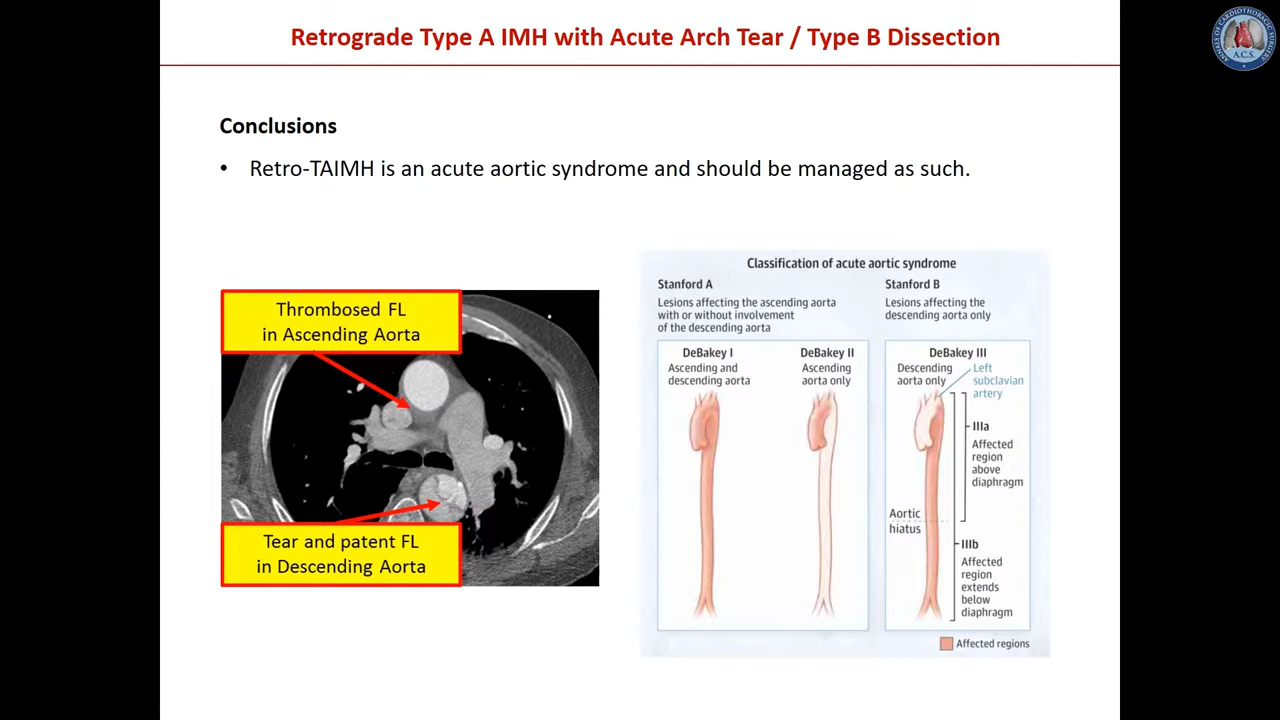 Retrograde Type A IMH with Acute Arch Tear / Type B Dissection
ANNALS OF CARDIOTHORACIC SURGERY
A.C.S.
Conclusions
• Retro-TAIMH is an acute aortic syndrome and should be managed as such.
Thrombosed FL
in Ascending Aorta
Tear and patent FL
in Descending Aorta
Classification of acute aortic syndrome
Stanford A
Lesions affecting the ascending aorta
with or without involvement
of the descending aorta
Stanford B
Lesions affecting the
descending aorta only
DeBakey I
Ascending and
descending aorta
DeBakey II
Ascending
aorta only
DeBakey III
Descending
aorta only
Left
subclavian
artery
IIIa
Affected
region
above
diaphragm
Aortic
hiatus
IIIb
Affected
region
extends
below
diaphragm
Affected regions